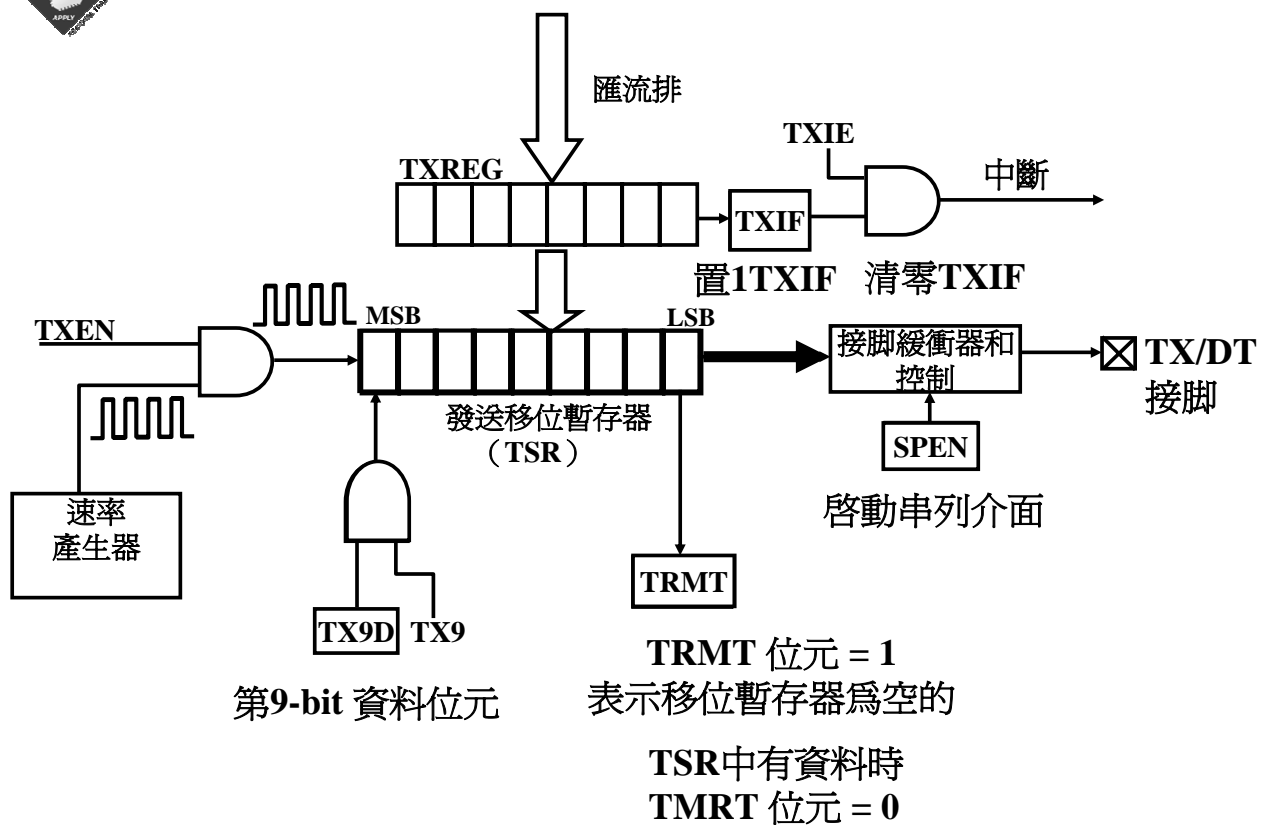 APPLY
匯流排
TXREG
TXIE
中斷
TXIF
置1TXIF
清零TXIF
TXEN
MSB
LSB
發送移位暫存器
（TSR）
接脚緩衝器和
控制
TX/DT
接脚
SPEN
啓動串列介面
速率
產生器
TX9D
TX9
第9-bit 資料位元
TRMT
TRMT 位元 = 1
表示移位暫存器爲空的
TSR中有資料時
TMRT 位元 = 0